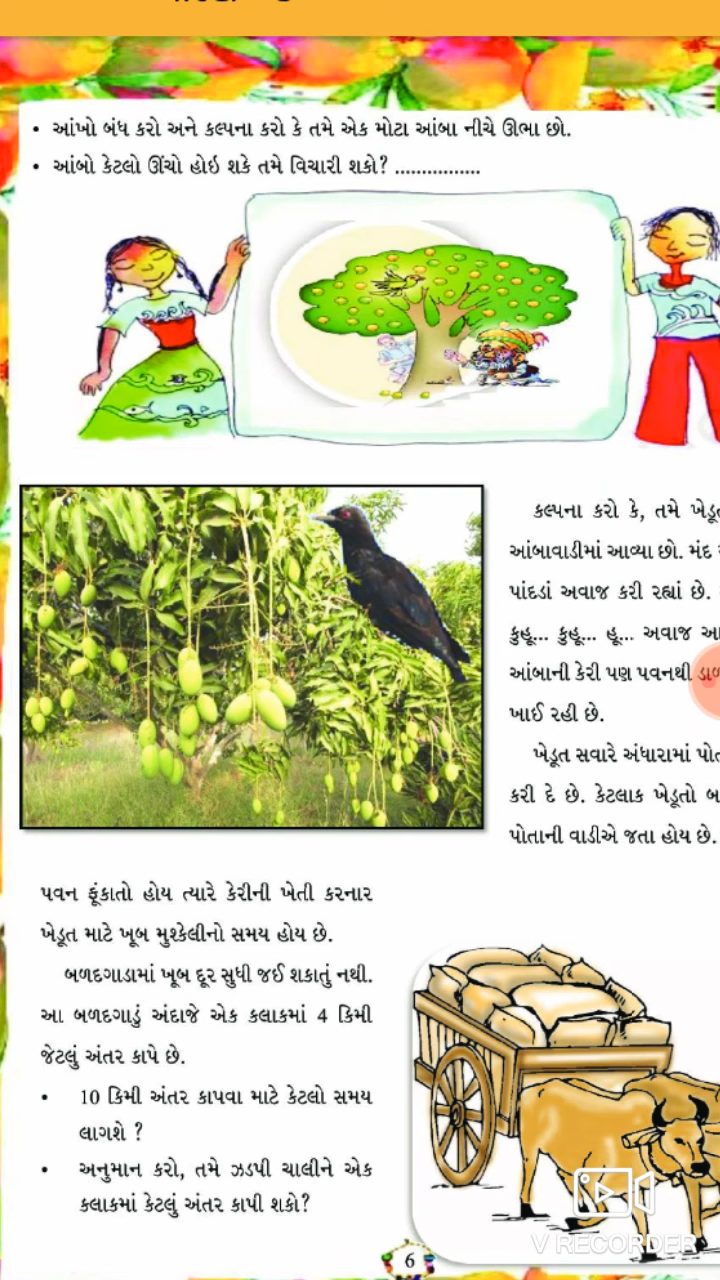 • આંખો બંધ કરો અને કલ્પના કરો કે તમે એક મોટા આંબા નીચે ઊભા છો.
• આંબો કેટલો ઊંચો હોઇ શકે તમે વિચારી શકો? ................
કલ્પના કરો કે, તમે ખેડૂત
આંબાવાડીમાં આવ્યા છો. મંદ
પાંદડાં અવાજ કરી રહ્યાં છે.
કુહૂ... કુહૂ... હૂ... અવાજ આ
આંબાની કેરી પણ પવનથી ડાળ
ખાઈ રહી છે.
ખેડૂત સવારે અંધારામાં પોત
કરી દે છે. કેટલાક ખેડૂતો બ
પોતાની વાડીએ જતા હોય છે.
પવન ફૂંકાતો હોય ત્યારે કેરીની ખેતી કરનાર
ખેડૂત માટે ખૂબ મુશ્કેલીનો સમય હોય છે.
બળદગાડામાં ખૂબ દૂર સુધી જઈ શકાતું નથી.
આ બળદગાડું અંદાજે એક કલાકમાં 4 કિમી
જેટલું અંતર કાપે છે.
• 10 કિમી અંતર કાપવા માટે કેટલો સમય
લાગશે ?
• અનુમાન કરો, તમે ઝડપી ચાલીને એક
કલાકમાં કેટલું અંતર કાપી શકો?
V RECORDER
6